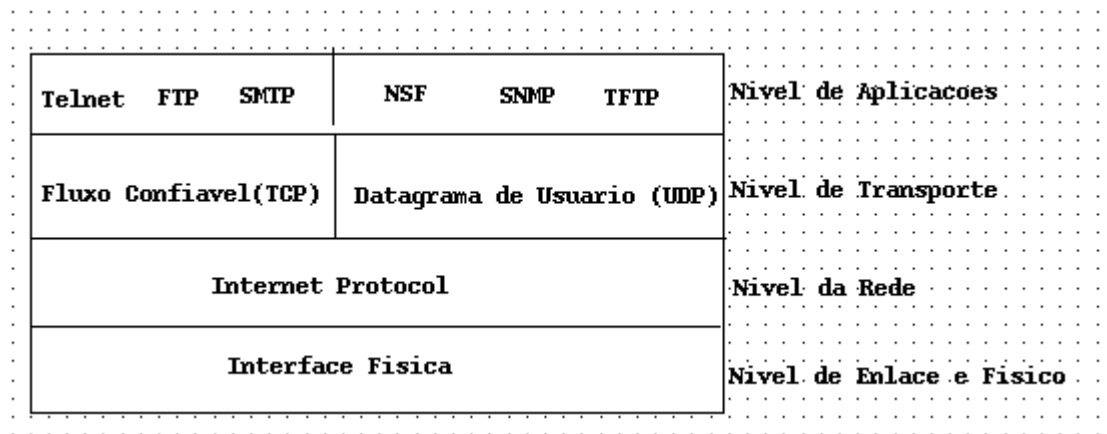 Telnet FTP SMTP NSF SNMP TFTP Nivel de Aplicacoes
Fluxo Confiavel(TCP) Datagrama de Usuario (UDP) Nivel de Transporte
Internet Protocol Nivel da Rede
Interface Fisica Nivel de Enlace e Fisico